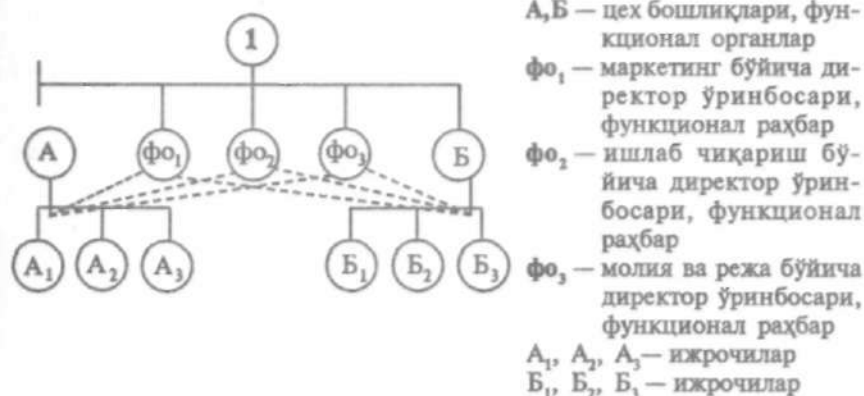 1
А фо₁ фо₂ фо₃ Б
А₁ А₂ А₃ Б₁ Б₂ Б₃
А,Б — цех бошлиқлари, фун-
кционал органлар
фо₁ — маркетинг бўйича ди-
ректор ўринбосари,
функционал раҳбар
фо₂ — ишлаб чиқариш бў-
йича директор ўрин-
босари, функционал
раҳбар
фо₃ — молия ва режа бўйича
директор ўринбосари,
функционал раҳбар
А₁, А₂, А₃ — ижрочилар
Б₁, Б₂, Б₃ — ижрочилар